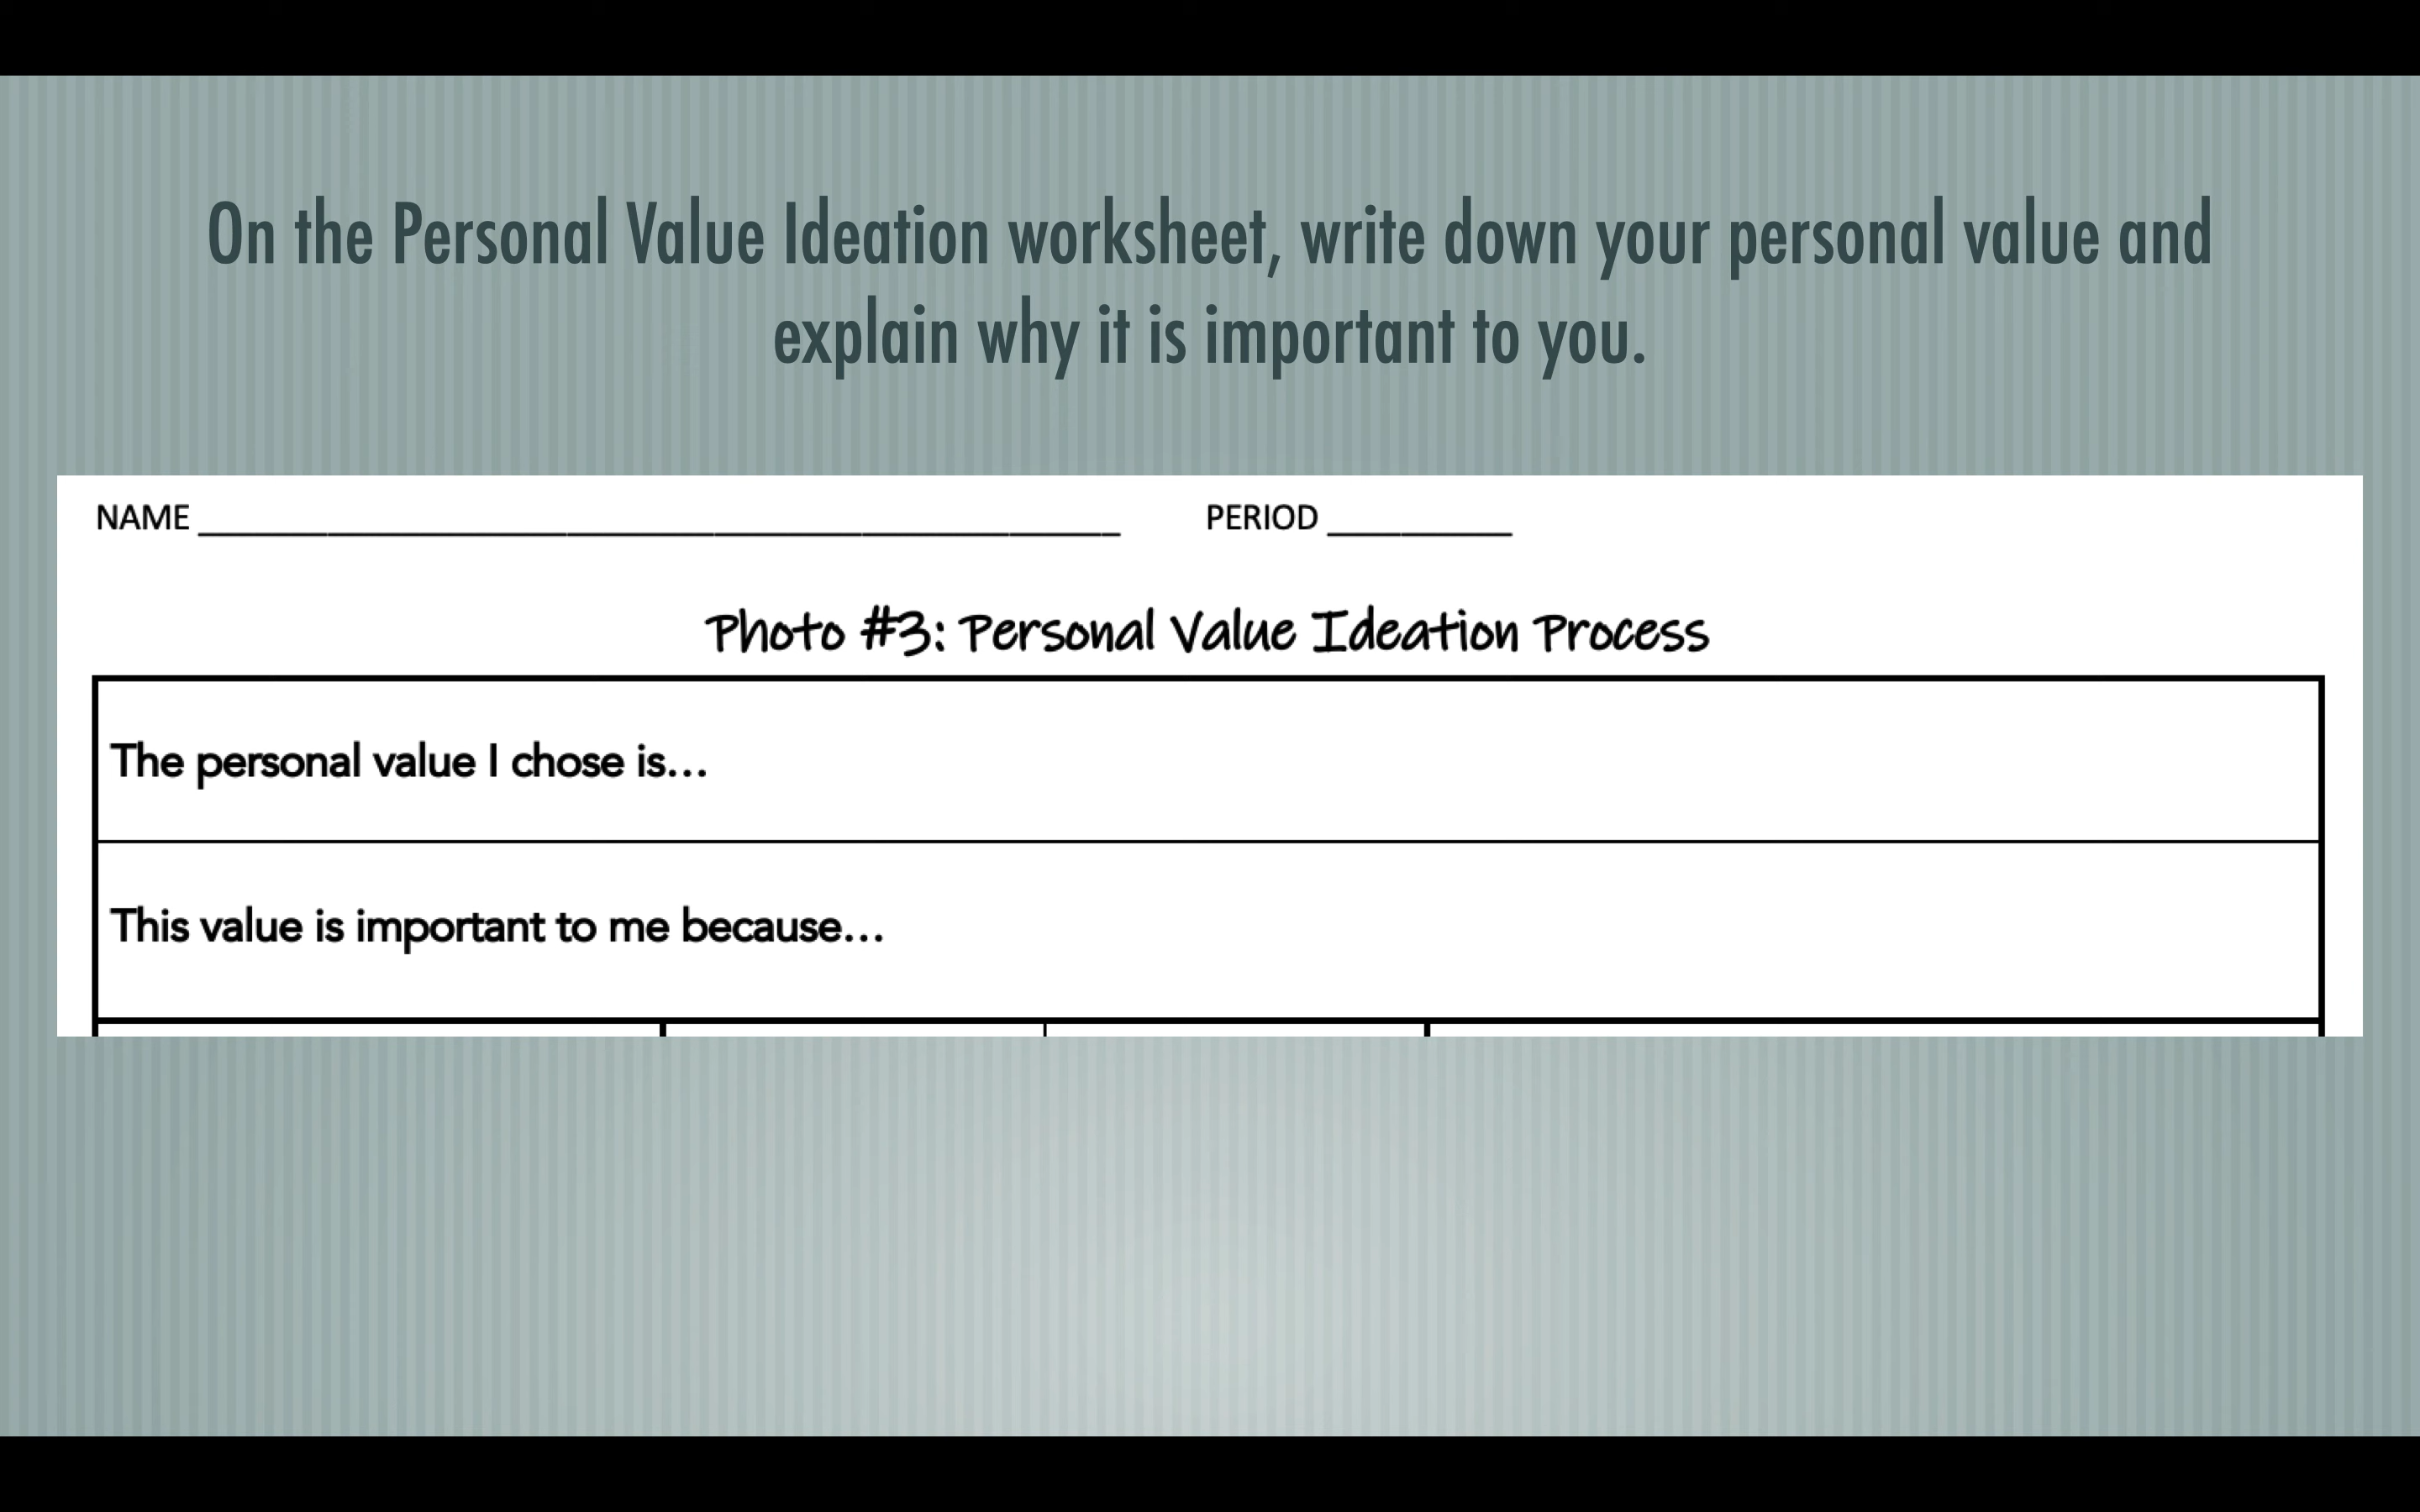 On the Personal Value Ideation worksheet, write down your personal value and
explain why it is important to you.
NAME ____________________ PERIOD __________
Photo #3: Personal Value Ideation Process
The personal value I chose is…
This value is important to me because…